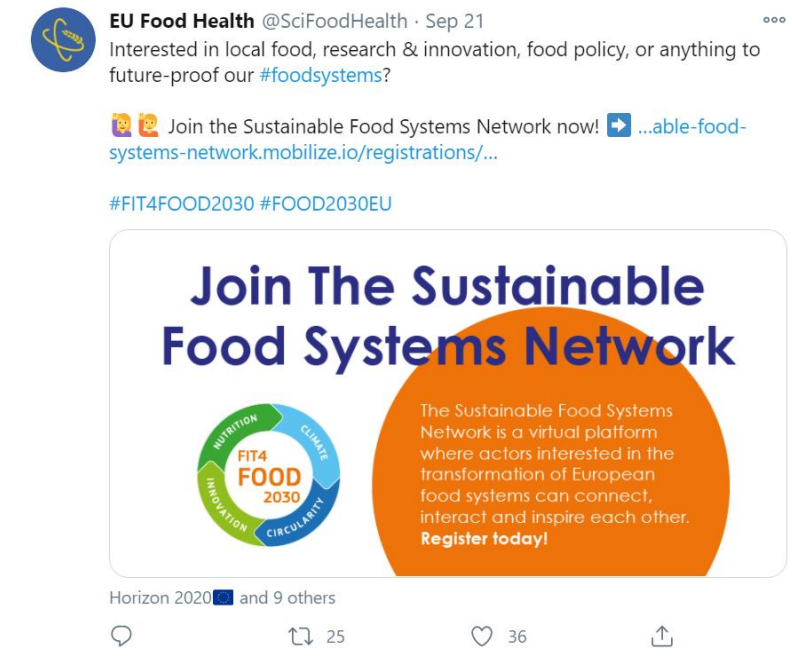 EU Food Health @SciFoodHealth · Sep 21
Interested in local food, research & innovation, food policy, or anything to
future-proof our #foodsystems?
🙋‍♀️🙋 Join the Sustainable Food Systems Network now! ➡️ ...able-food-
systems-network.mobilize.io/registrations/...
#FIT4FOOD2030 #FOOD2030EU
Join The Sustainable
Food Systems Network
NUTRITION
CLIMATE
CIRCULARITY
INNOVATION
FIT4
FOOD
2030
The Sustainable Food Systems
Network is a virtual platform
where actors interested in the
transformation of European
food systems can connect,
interact and inspire each other.
Register today!
Horizon 2020🇪🇺 and 9 others
25
36